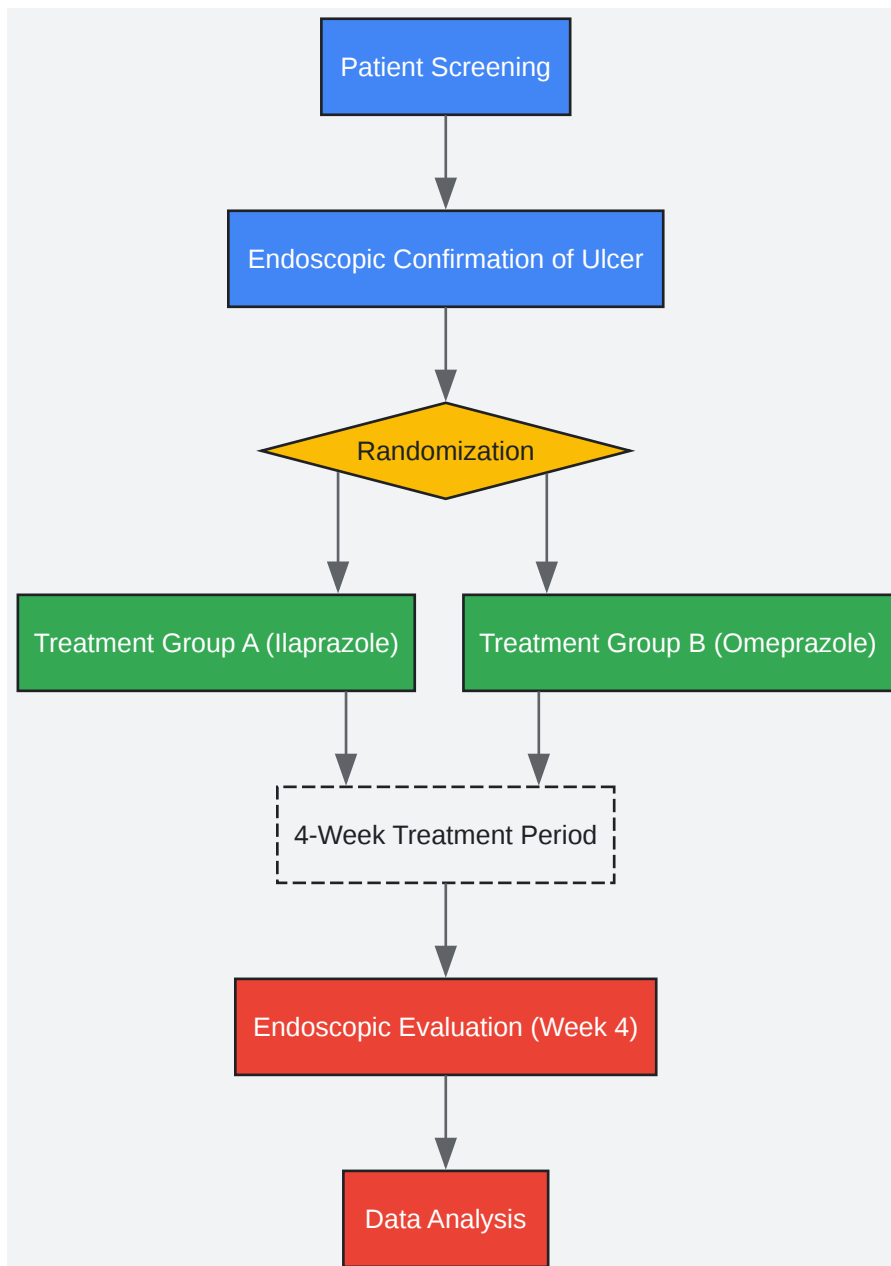 Patient Screening
Endoscopic Confirmation of Ulcer
Randomization
Treatment Group A (Ilaprazole)
Treatment Group B (Omeprazole)
4-Week Treatment Period
Endoscopic Evaluation (Week 4)
Data Analysis